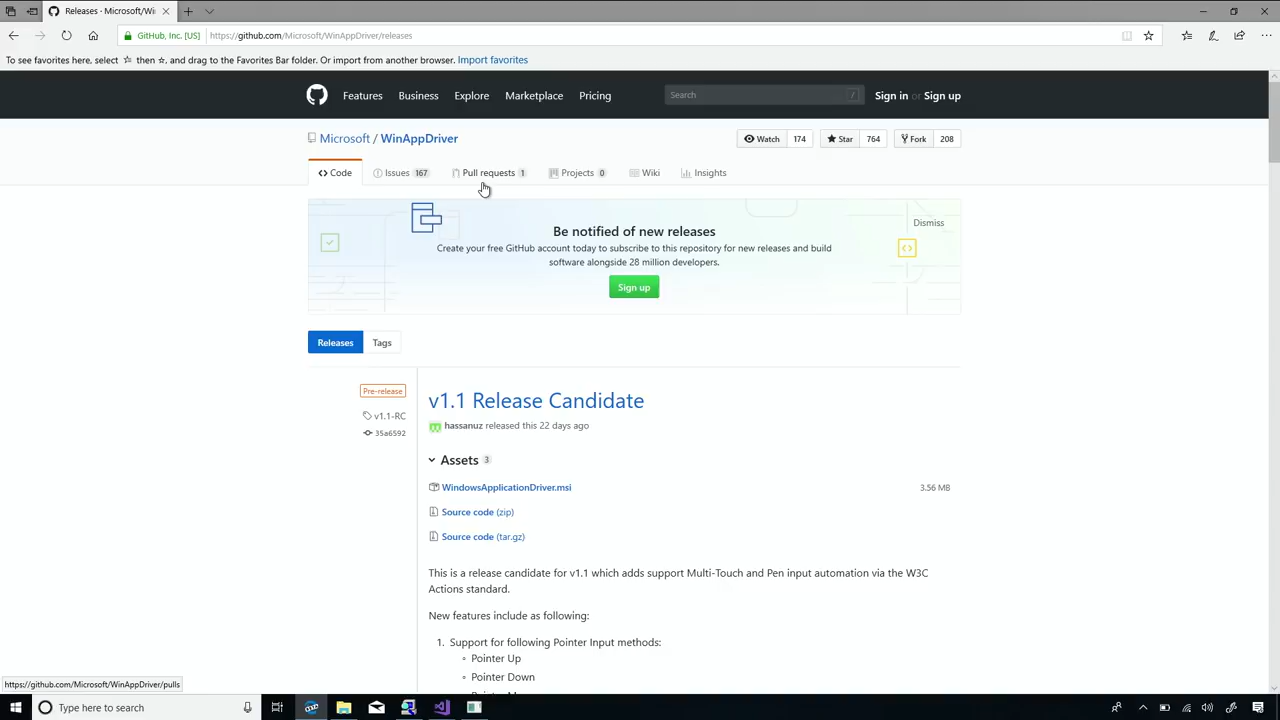 Releases · Microsoft/Wi
GitHub, Inc. [US]
https://github.com/Microsoft/WinAppDriver/releases
To see favorites here, select ☆ then ☆, and drag to the Favorites Bar folder. Or import from another browser. Import favorites
Features Business Explore Marketplace Pricing Search / Sign in or Sign up
Microsoft / WinAppDriver
Watch 174 Star 764 Fork 208
Code Issues 167 Pull requests 1 Projects 0 Wiki Insights
Be notified of new releases
Dismiss
Create your free GitHub account today to subscribe to this repository for new releases and build
software alongside 28 million developers.
Sign up
Releases Tags
Pre-release
v1.1-RC
35a6592
v1.1 Release Candidate
hassanuz released this 22 days ago
Assets 3
WindowsApplicationDriver.msi 3.56 MB
Source code (zip)
Source code (tar.gz)
This is a release candidate for v1.1 which adds support Multi-Touch and Pen input automation via the W3C
Actions standard.
New features include as following:
1. Support for following Pointer Input methods:
▫ Pointer Up
▫ Pointer Down
https://github.com/Microsoft/WinAppDriver/pulls
Type here to search